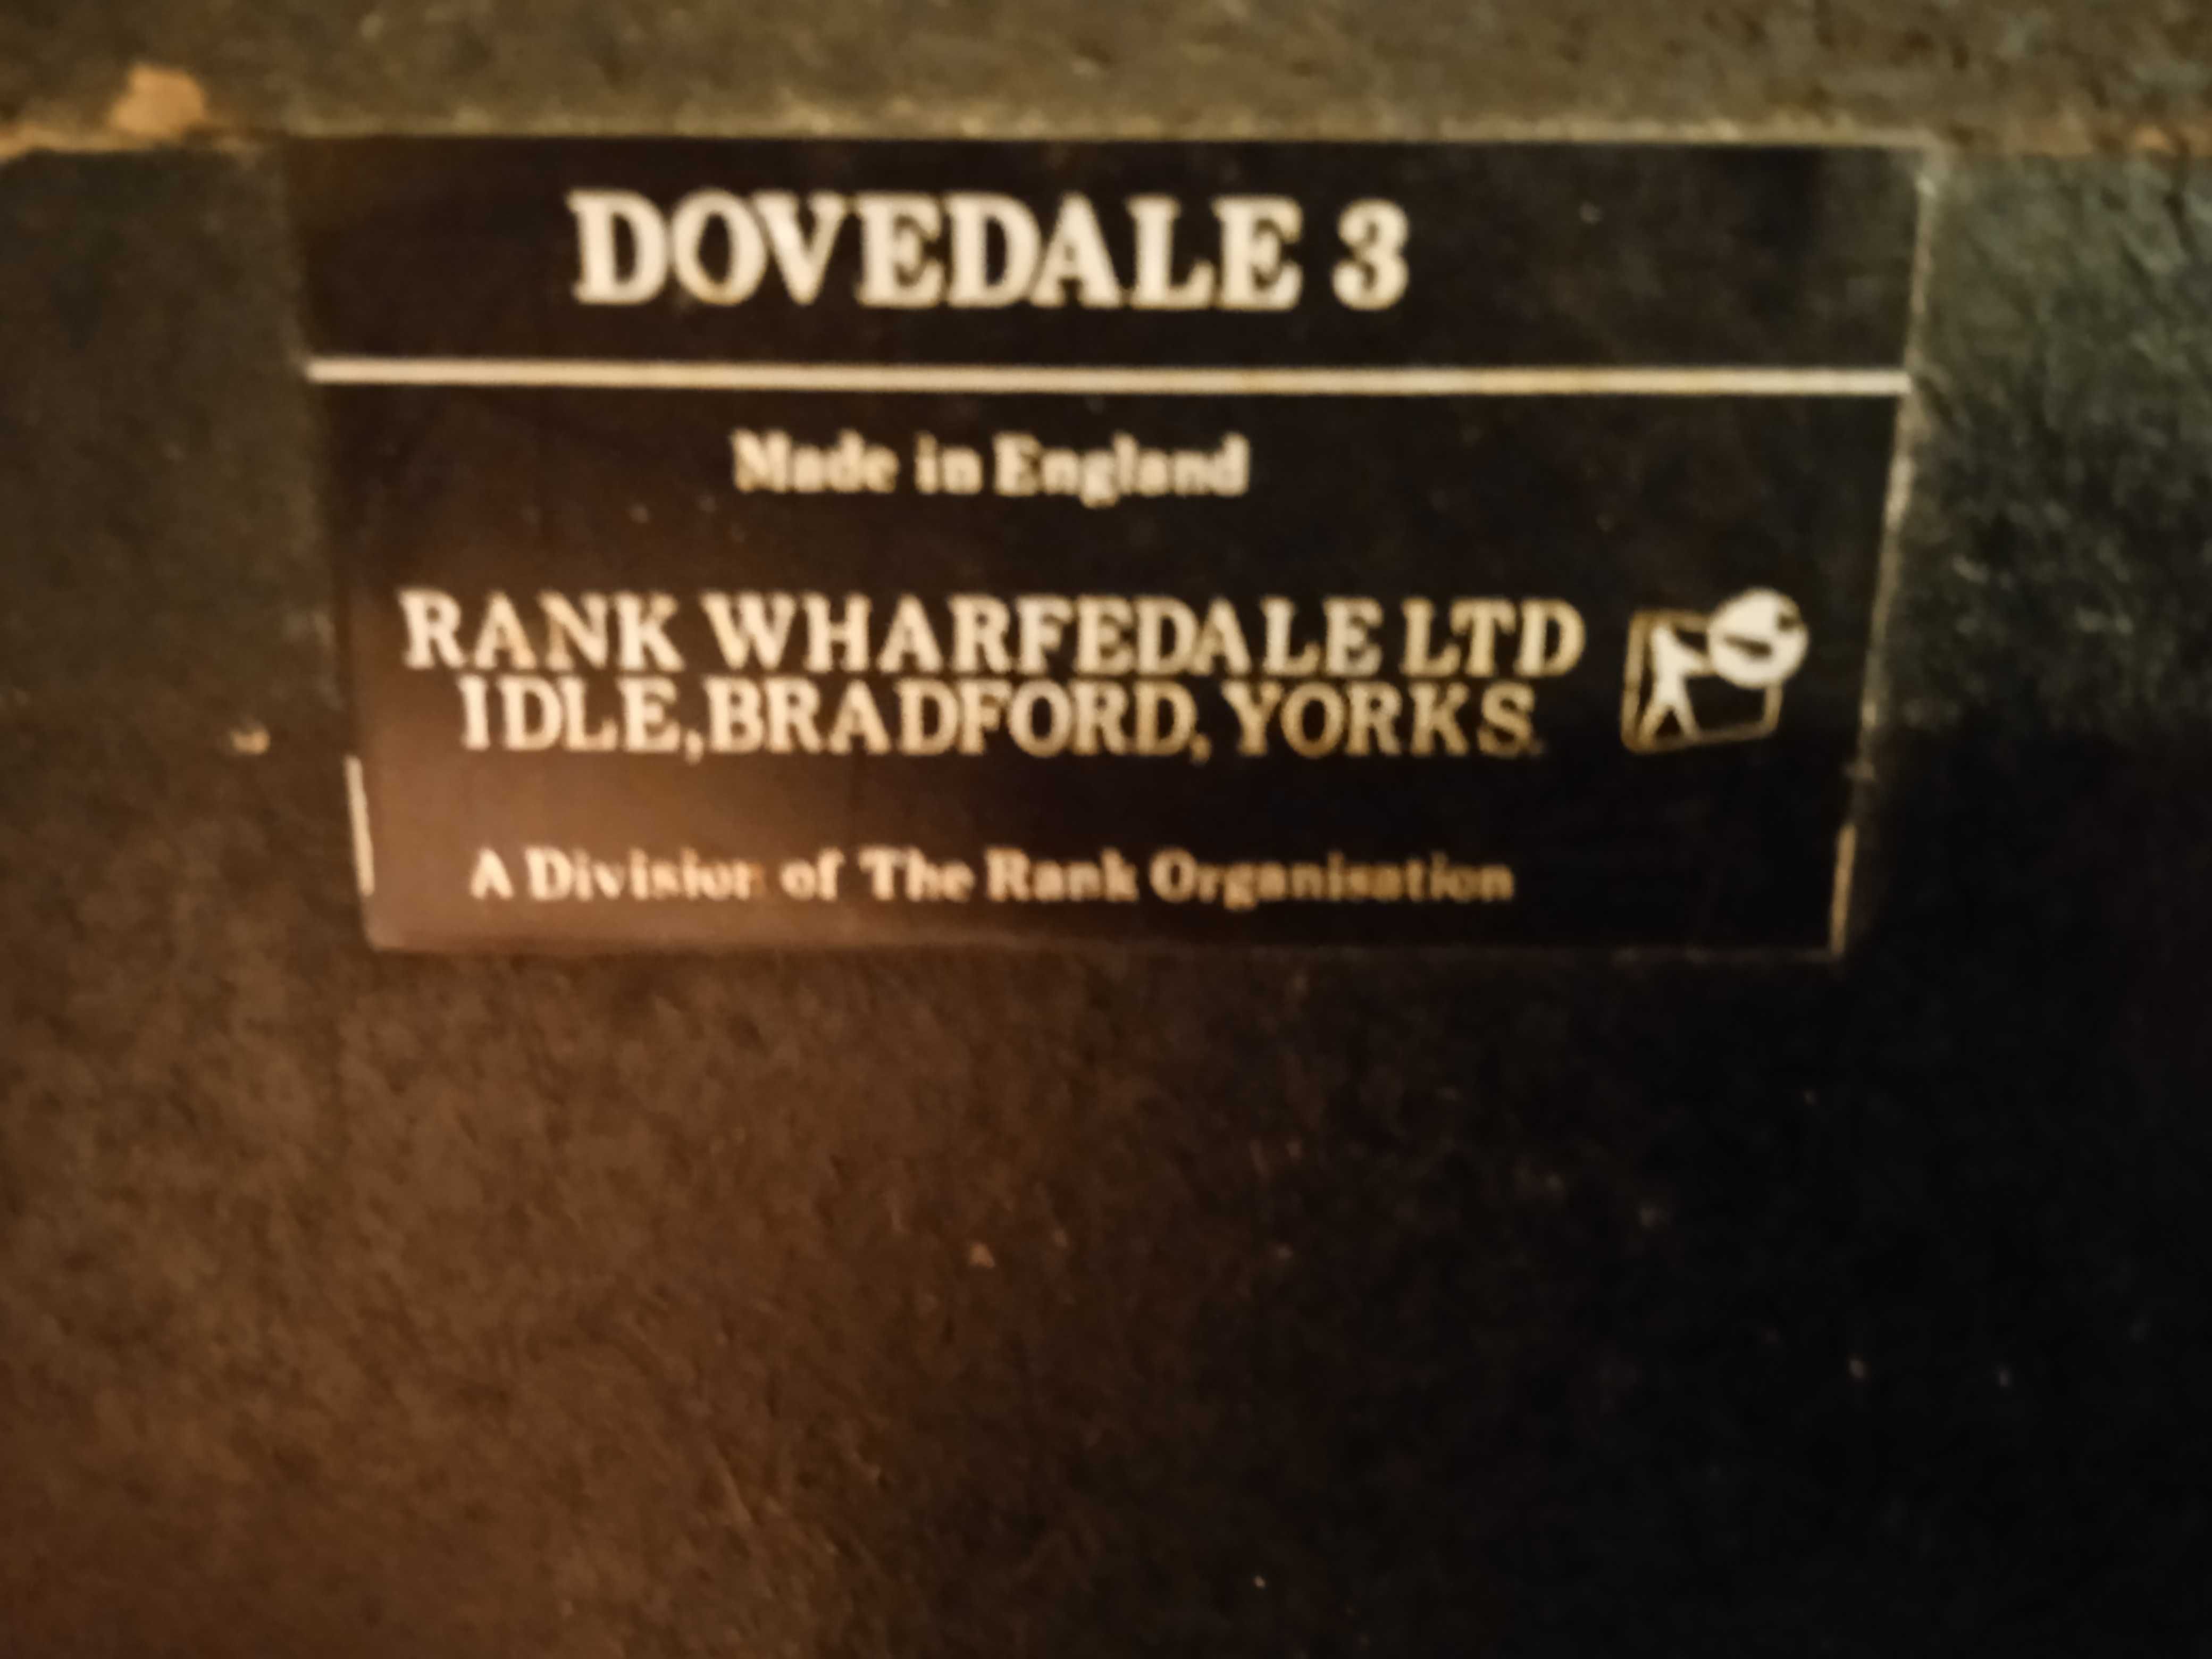 DOVEDALE 3
Made in England
RANK WHARFEDALE LTD
IDLE, BRADFORD, YORKS.
A Division of The Rank Organisation